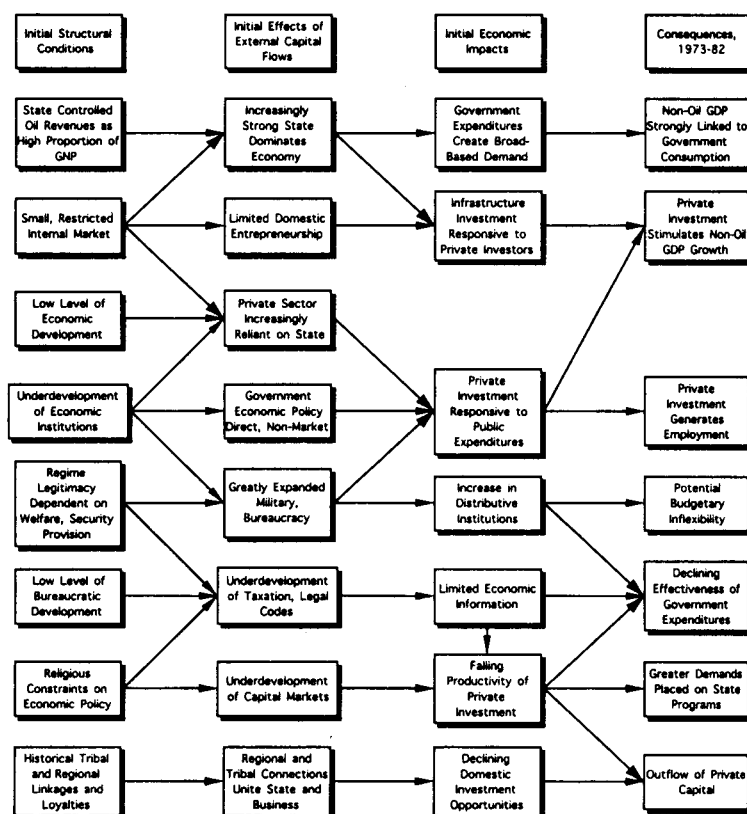 Initial Structural
Conditions
Initial Effects of
External Capital
Flows
Initial Economic
Impacts
Consequences,
1973-82
State Controlled
Oil Revenues as
High Proportion of
GNP
Increasingly
Strong State
Dominates
Economy
Government
Expenditures
Create Broad-
Based Demand
Non-Oil GDP
Strongly Linked to
Government
Consumption
Small, Restricted
Internal Market
Limited Domestic
Entrepreneurship
Infrastructure
Investment
Responsive to
Private Investors
Private
Investment
Stimulates Non-Oil
GDP Growth
Low Level of
Economic
Development
Private Sector
Increasingly
Reliant on State
Underdevelopment
of Economic
Institutions
Government
Economic Policy
Direct, Non-Market
Private
Investment
Responsive to
Public
Expenditures
Private
Investment
Generates
Employment
Regime
Legitimacy
Dependent on
Welfare, Security
Provision
Greatly Expanded
Military,
Bureaucracy
Increase in
Distributive
Institutions
Potential
Budgetary
Inflexibility
Low Level of
Bureaucratic
Development
Underdevelopment
of Taxation, Legal
Codes
Limited Economic
Information
Declining
Effectiveness of
Government
Expenditures
Religious
Constraints on
Economic Policy
Underdevelopment
of Capital Markets
Falling
Productivity of
Private
Investment
Greater Demands
Placed on State
Programs
Historical Tribal
and Regional
Linkages and
Loyalties
Regional and
Tribal Connections
Unite State and
Business
Declining
Domestic
Investment
Opportunities
Outflow of Private
Capital